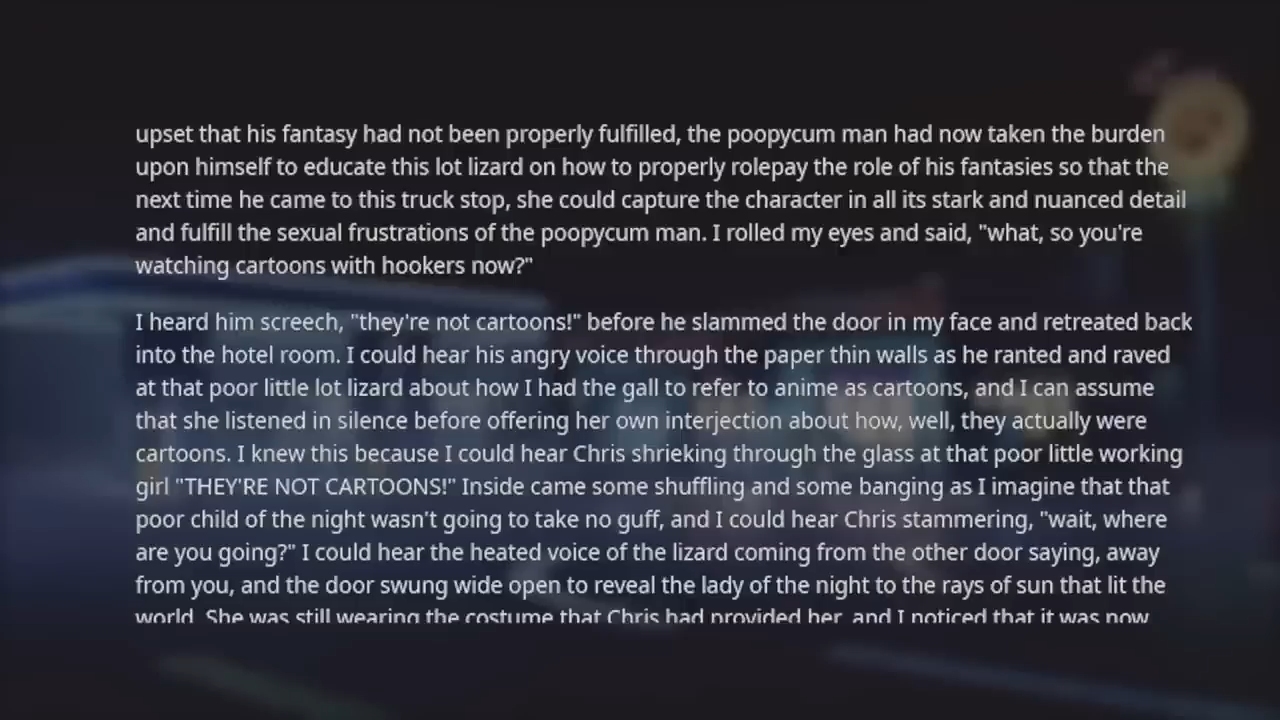 upset that his fantasy had not been properly fulfilled, the poopycum man had now taken the burden
upon himself to educate this lot lizard on how to properly rolepay the role of his fantasies so that the
next time he came to this truck stop, she could capture the character in all its stark and nuanced detail
and fulfill the sexual frustrations of the poopycum man. I rolled my eyes and said, "what, so you're
watching cartoons with hookers now?"
I heard him screech, "they're not cartoons!" before he slammed the door in my face and retreated back
into the hotel room. I could hear his angry voice through the paper thin walls as he ranted and raved
at that poor little lot lizard about how I had the gall to refer to anime as cartoons, and I can assume
that she listened in silence before offering her own interjection about how, well, they actually were
cartoons. I knew this because I could hear Chris shrieking through the glass at that poor little working
girl "THEY'RE NOT CARTOONS!" Inside came some shuffling and some banging as I imagine that that
poor child of the night wasn't going to take no guff, and I could hear Chris stammering, "wait, where
are you going?" I could hear the heated voice of the lizard coming from the other door saying, away
from you, and the door swung wide open to reveal the lady of the night to the rays of sun that lit the
world. She was still wearing the costume that Chris had provided her, and I noticed that it was now